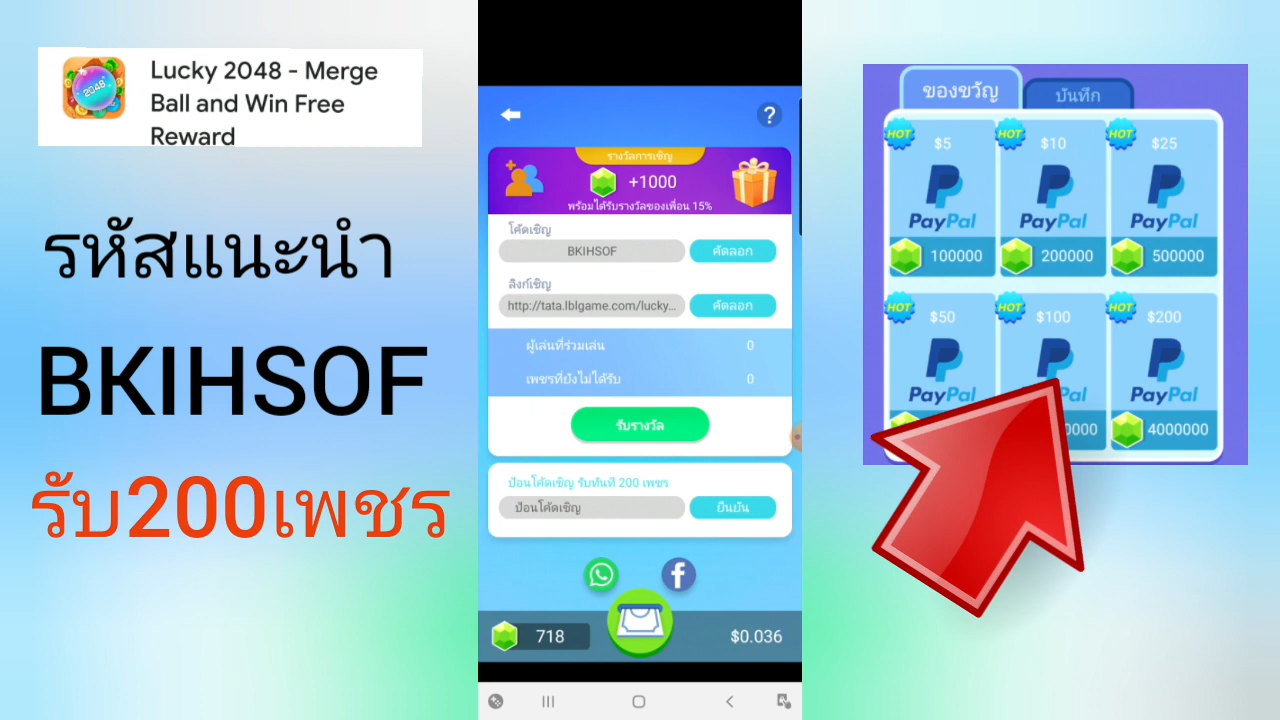 Lucky 2048 - Merge
Ball and Win Free
Reward
2048
รหัสแนะนำ
BKIHSOF
รับ200เพชร
?
รางวัลการเชิญ
+1000
พร้อมได้รับรางวัลของเพื่อน 15%
โค้ดเชิญ
BKIHSOF คัดลอก
ลิงก์เชิญ
http://tata.lblgame.com/lucky... คัดลอก
ผู้เล่นที่ร่วมเล่น 0
เพชรที่ยังไม่ได้รับ 0
รับรางวัล
ป้อนโค้ดเชิญ รับทันที 200 เพชร
ป้อนโค้ดเชิญ ยืนยัน
718 $0.036
ของขวัญ บันทึก
HOT $5 HOT $10 HOT $25
PayPal PayPal PayPal
100000 200000 500000
HOT $50 HOT $100 HOT $200
PayPal PayPal PayPal
4000000